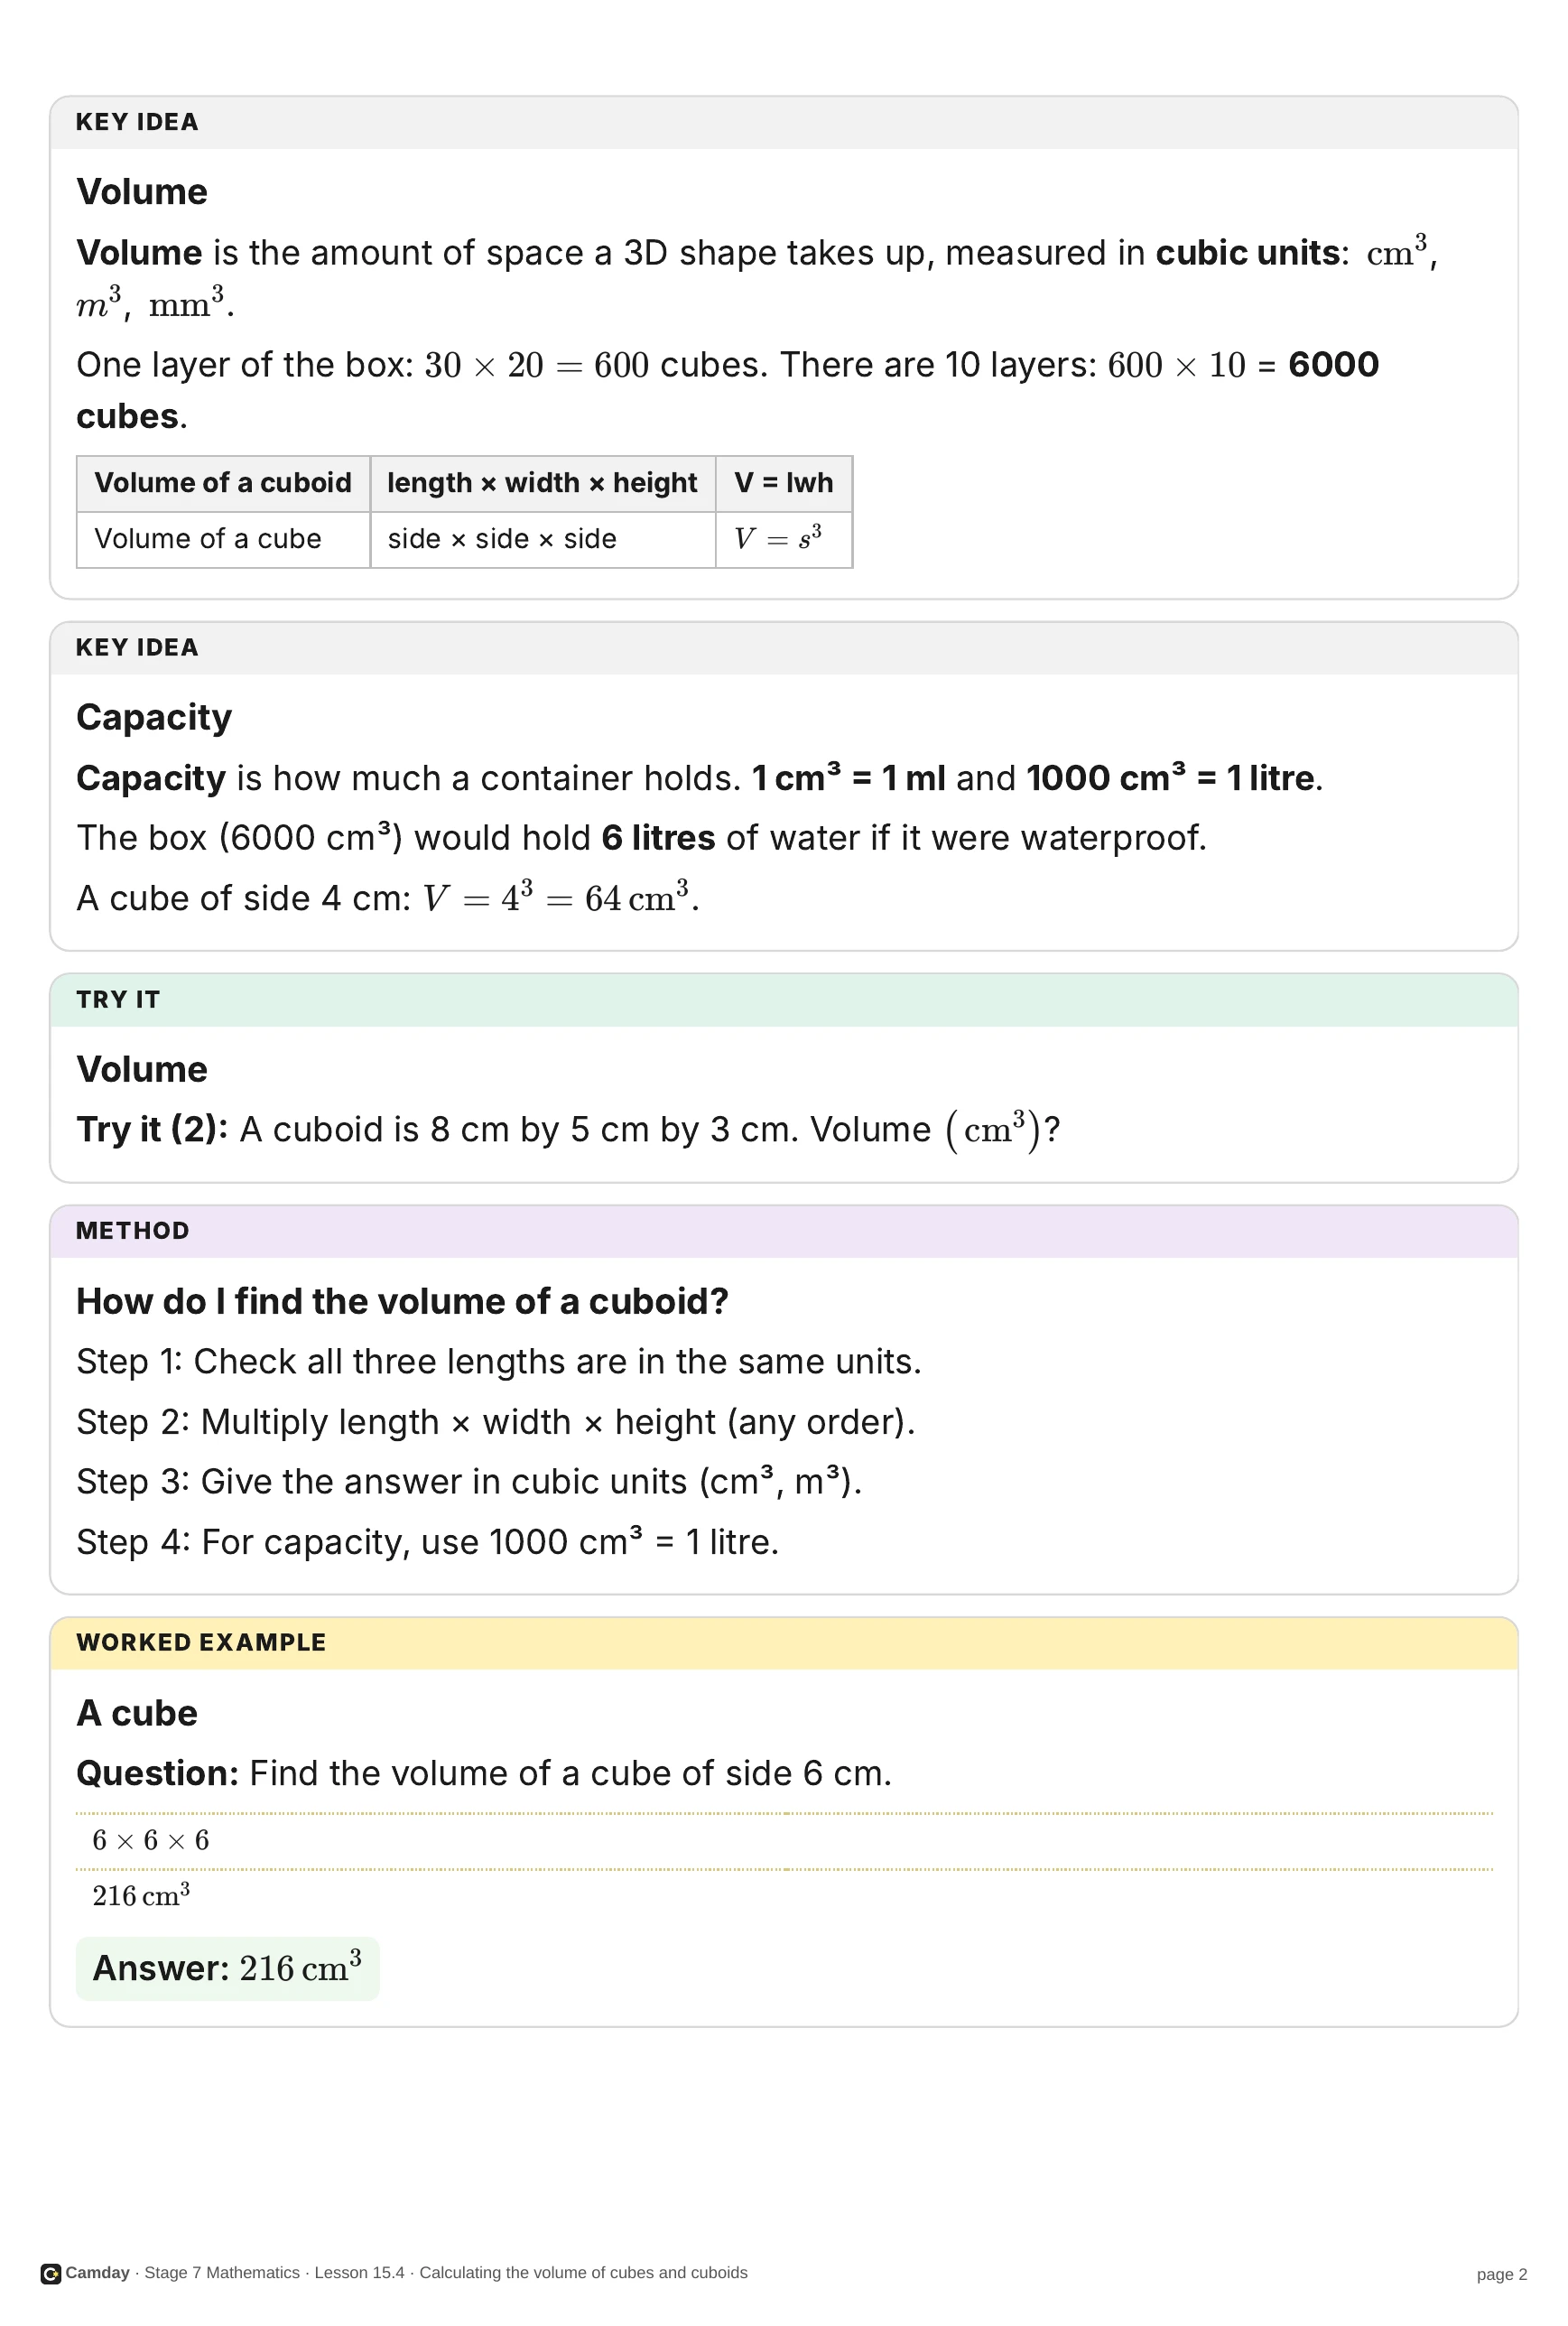 KEY IDEA
Volume
Volume is the amount of space a 3D shape takes up, measured in cubic units: cm³,
m³, mm³.
One layer of the box: 30 × 20 = 600 cubes. There are 10 layers: 600 × 10 = 6000
cubes.
Volume of a cuboid length × width × height V = lwh
Volume of a cube side × side × side V = s³
KEY IDEA
Capacity
Capacity is how much a container holds. 1 cm³ = 1 ml and 1000 cm³ = 1 litre.
The box (6000 cm³) would hold 6 litres of water if it were waterproof.
A cube of side 4 cm: V = 4³ = 64 cm³.
TRY IT
Volume
Try it (2): A cuboid is 8 cm by 5 cm by 3 cm. Volume (cm³)?
METHOD
How do I find the volume of a cuboid?
Step 1: Check all three lengths are in the same units.
Step 2: Multiply length × width × height (any order).
Step 3: Give the answer in cubic units (cm³, m³).
Step 4: For capacity, use 1000 cm³ = 1 litre.
WORKED EXAMPLE
A cube
Question: Find the volume of a cube of side 6 cm.
6 × 6 × 6
216 cm³
Answer: 216 cm³
Camday · Stage 7 Mathematics · Lesson 15.4 · Calculating the volume of cubes and cuboids
page 2